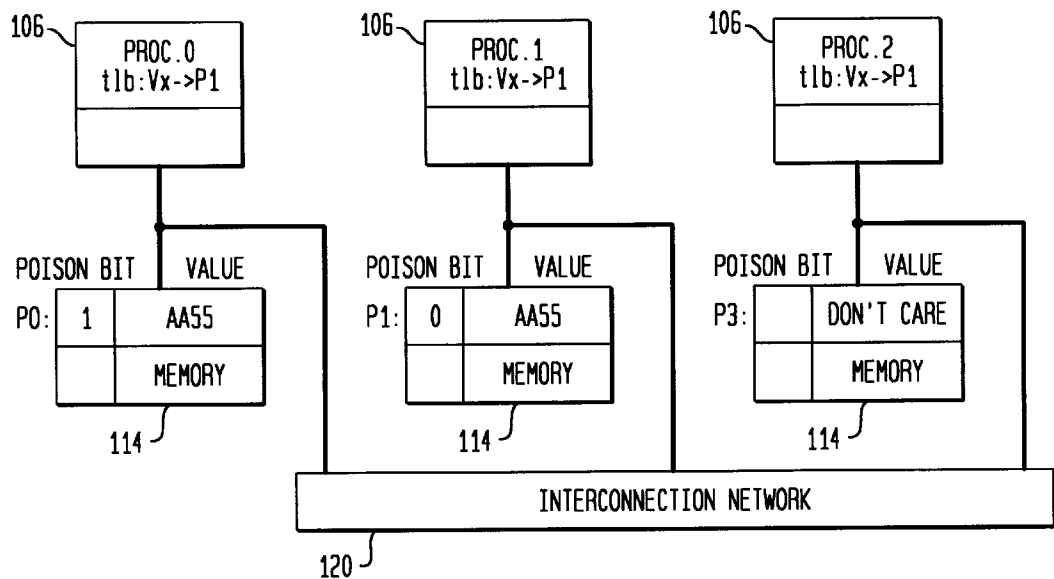 106
PROC.0
tlb:Vx->P1
106
PROC.1
tlb:Vx->P1
106
PROC.2
tlb:Vx->P1
POISON BIT VALUE
P0: 1 AA55
MEMORY
114
POISON BIT VALUE
P1: 0 AA55
MEMORY
114
POISON BIT VALUE
P3: DON'T CARE
MEMORY
114
INTERCONNECTION NETWORK
120